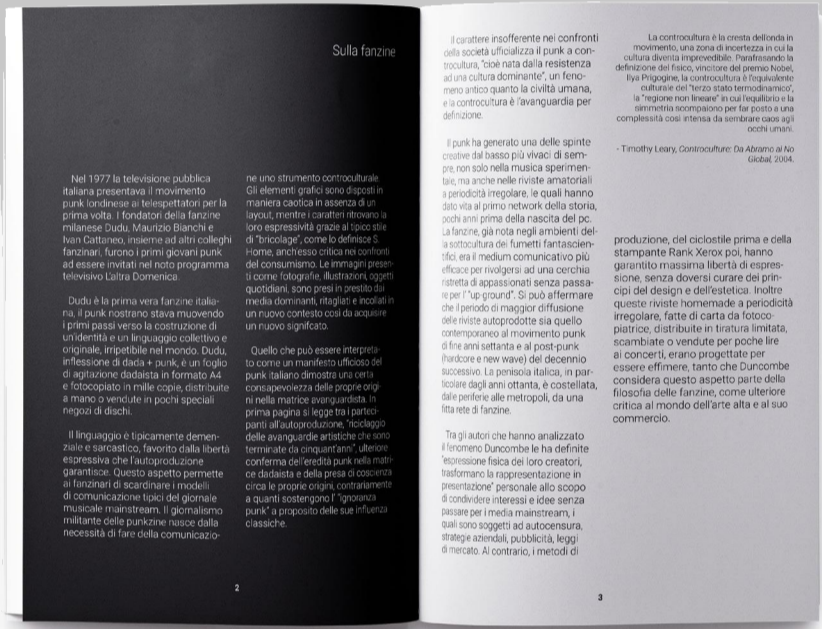 Sulla fanzine
Nel 1977 la televisione pubblica
italiana presentava il movimento
punk londinese ai telespettatori per la
prima volta. I fondatori della fanzine
milanese Dudu, Maurizio Bianchi e
Ivan Cattaneo, insieme ad altri colleghi
fanzinari, furono i primi giovani punk
ad essere invitati nel noto programma
televisivo L'altra Domenica.
Dudu è la prima vera fanzine italia-
na, il punk nostrano stava muovendo
i primi passi verso la costruzione di
un'identità e un linguaggio collettivo e
originale, irripetibile nel mondo. Dudu,
inflessione di dada + punk, è un foglio
di agitazione dadaista in formato A4
e fotocopiato in mille copie, distribuite
a mano o vendute in pochi speciali
negozi di dischi.
Il linguaggio è tipicamente demen-
ziale e sarcastico, favorito dalla libertà
espressiva che l'autoproduzione
garantisce. Questo aspetto permette
ai fanzinari di scardinare i modelli
di comunicazione tipici del giornale
musicale mainstream. Il giornalismo
militante delle punkzine nasce dalla
necessità di fare della comunicazio-
ne uno strumento controculturale.
Gli elementi grafici sono disposti in
maniera caotica in assenza di un
layout, mentre i caratteri ritrovano la
loro espressività grazie al tipico stile
di "bricolage", come lo definisce S.
Home, anch'esso critica nei confronti
del consumismo. Le immagini presen-
ti come fotografie, illustrazioni, oggetti
quotidiani, sono presi in prestito dai
media dominanti, ritagliati e incollati in
un nuovo contesto così da acquisire
un nuovo signifcato.
Quello che può essere interpreta-
to come un manifesto ufficioso del
punk italiano dimostra una certa
consapevolezza delle proprie origi-
ni nella matrice avanguardista. In
prima pagina si legge tra i parteci-
panti all'autoproduzione, "riciclaggio
delle avanguardie artistiche che sono
terminate da cinquant'anni", ulteriore
conferma dell'eredità punk nella matri-
ce dadaista e della presa di coscienza
circa le proprie origini, contrariamente
a quanti sostengono l' "ignoranza
punk" a proposito delle sue influenza
classiche.
2
Il carattere insofferente nei confronti
della società ufficializza il punk a con-
trocultura, "cioè nata dalla resistenza
ad una cultura dominante", un feno-
meno antico quanto la civiltà umana,
e la controcultura è l'avanguardia per
definizione.
Il punk ha generato una delle spinte
creative dal basso più vivaci di sem-
pre, non solo nella musica sperimen-
tale, ma anche nelle riviste amatoriali
a periodicità irregolare, le quali hanno
dato vita al primo network della storia,
pochi anni prima della nascita del pc.
La fanzine, già nota negli ambienti del-
la sottocultura dei fumetti fantascien-
tifici, era il medium comunicativo più
efficace per rivolgersi ad una cerchia
ristretta di appassionati senza passa-
re per l' "up ground". Si può affermare
che il periodo di maggior diffusione
delle riviste autoprodotte sia quello
contemporaneo al movimento punk
di fine anni settanta e al post-punk
(hardcore e new wave) del decennio
successivo. La penisola italica, in par-
ticolare dagli anni ottanta, è costellata,
dalle periferie alle metropoli, da una
fitta rete di fanzine.
Tra gli autori che hanno analizzato
il fenomeno Duncombe le ha definite
"espressione fisica dei loro creatori,
trasformano la rappresentazione in
presentazione" personale allo scopo
di condividere interessi e idee senza
passare per i media mainstream, i
quali sono soggetti ad autocensura,
strategie aziendali, pubblicità, leggi
di mercato. Al contrario, i metodi di
La controcultura è la cresta dell'onda in
movimento, una zona di incertezza in cui la
cultura diventa imprevedibile. Parafrasando la
definizione del fisico, vincitore del premio Nobel,
Ilya Prigogine, la controcultura è l'equivalente
culturale del "terzo stato termodinamico",
la "regione non lineare" in cui l'equilibrio e la
simmetria scompaiono per far posto a una
complessità così intensa da sembrare caos agli
occhi umani.
- Timothy Leary, Controculture: Da Abramo ai No
Global, 2004.
produzione, del ciclostile prima e della
stampante Rank Xerox poi, hanno
garantito massima libertà di espres-
sione, senza doversi curare dei prin-
cipi del design e dell'estetica. Inoltre
queste riviste homemade a periodicità
irregolare, fatte di carta da fotoco-
piatrice, distribuite in tiratura limitata,
scambiate o vendute per poche lire
ai concerti, erano progettate per
essere effimere, tanto che Duncombe
considera questo aspetto parte della
filosofia delle fanzine, come ulteriore
critica al mondo dell'arte alta e al suo
commercio.
3